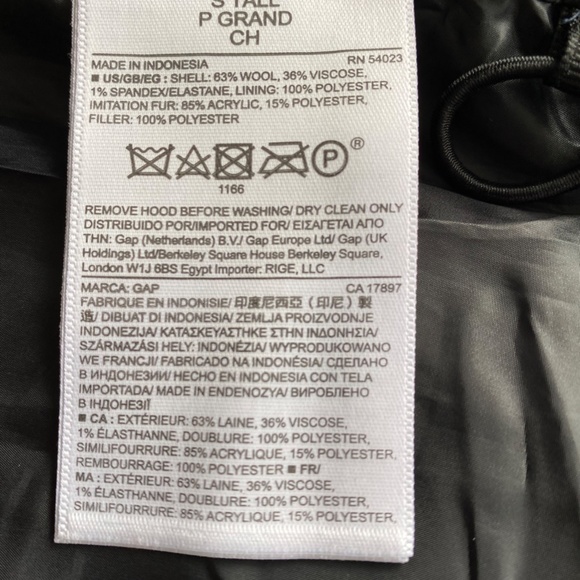 S TALL
P GRAND
CH
MADE IN INDONESIA RN 54023
■ US/GB/EG: SHELL: 63% WOOL, 36% VISCOSE,
1% SPANDEX/ELASTANE, LINING: 100% POLYESTER,
IMITATION FUR: 85% ACRYLIC, 15% POLYESTER,
FILLER: 100% POLYESTER
P
1166
REMOVE HOOD BEFORE WASHING/ DRY CLEAN ONLY
DISTRIBUIDO POR/IMPORTED BY/ ΕΙΣΑΓΕΤΑΙ ΑΠΟ
ΤΗΝ: Gap (Netherlands) B.V./ Gap Europe Ltd/ Gap (UK
Holdings) Ltd/Berkeley Square House Berkeley Square,
London W1J 6BS Egypt Importer: RIGE, LLC
MARCA: GAP CA 17897
FABRIQUE EN INDONISIE/ 印度尼西亞 (印尼) 製
造/ DIBUAT DI INDONESIA/ ZEMLJA PROIZVODNJE
INDONEZIJA/ ΚΑΤΑΣΚΕΥΑΣΤΗΚΕ ΣΤΗΝ ΙΝΔΟΝΗΣΙΑ/
SZÁRMAZÁSI HELY: INDONÉZIA/ WYPRODUKOWANO
WE FRANCJI/ FABRICADO NA INDONÉSIA/ СДЕЛАНО
В ИНДОНЕЗИИ/ HECHO EN INDONESIA CON TELA
IMPORTADA/ MADE IN ENDENOZYA/ ВИРОБЛЕНО
В ІНДОНЕЗІЇ
■ CA: EXTÉRIEUR: 63% LAINE, 36% VISCOSE,
1% ÉLASTHANNE, DOUBLURE: 100% POLYESTER,
SIMILIFOURRURE: 85% ACRYLIQUE, 15% POLYESTER,
REMBOURRAGE: 100% POLYESTER ■ FR/
MA: EXTÉRIEUR: 63% LAINE, 36% VISCOSE,
1% ÉLASTHANNE, DOUBLURE: 100% POLYESTER,
SIMILIFOURRURE: 85% ACRYLIQUE, 15% POLYESTER,